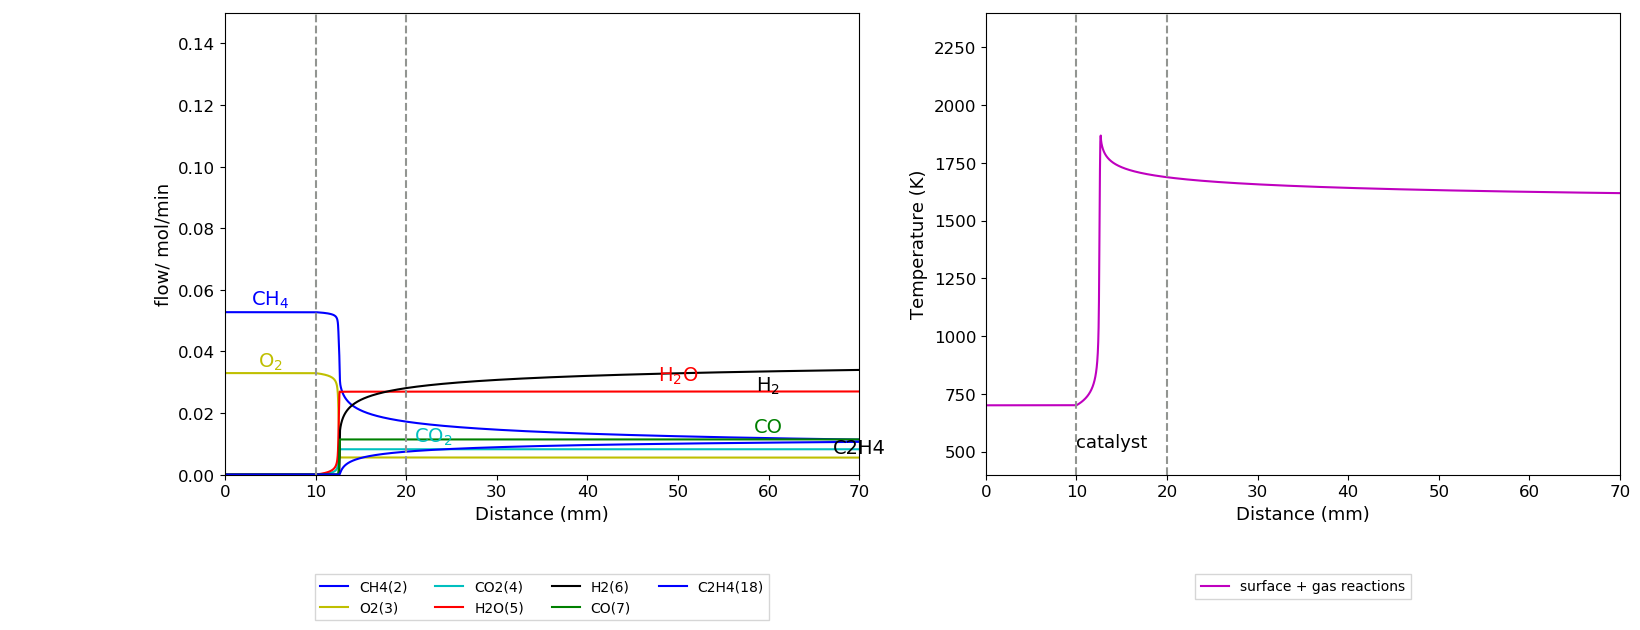 0.14
0.12
0.10
0.08
0.06
0.04
0.02
0.00
flow/ mol/min
CH₄
O₂
H₂O
H₂
CO
CO₂
C2H4
0 10 20 30 40 50 60 70
Distance (mm)
CH4(2) CO2(4) H2(6) C2H4(18)
O2(3) H2O(5) CO(7)
2250
2000
1750
1500
1250
1000
750
500
Temperature (K)
catalyst
0 10 20 30 40 50 60 70
Distance (mm)
surface + gas reactions